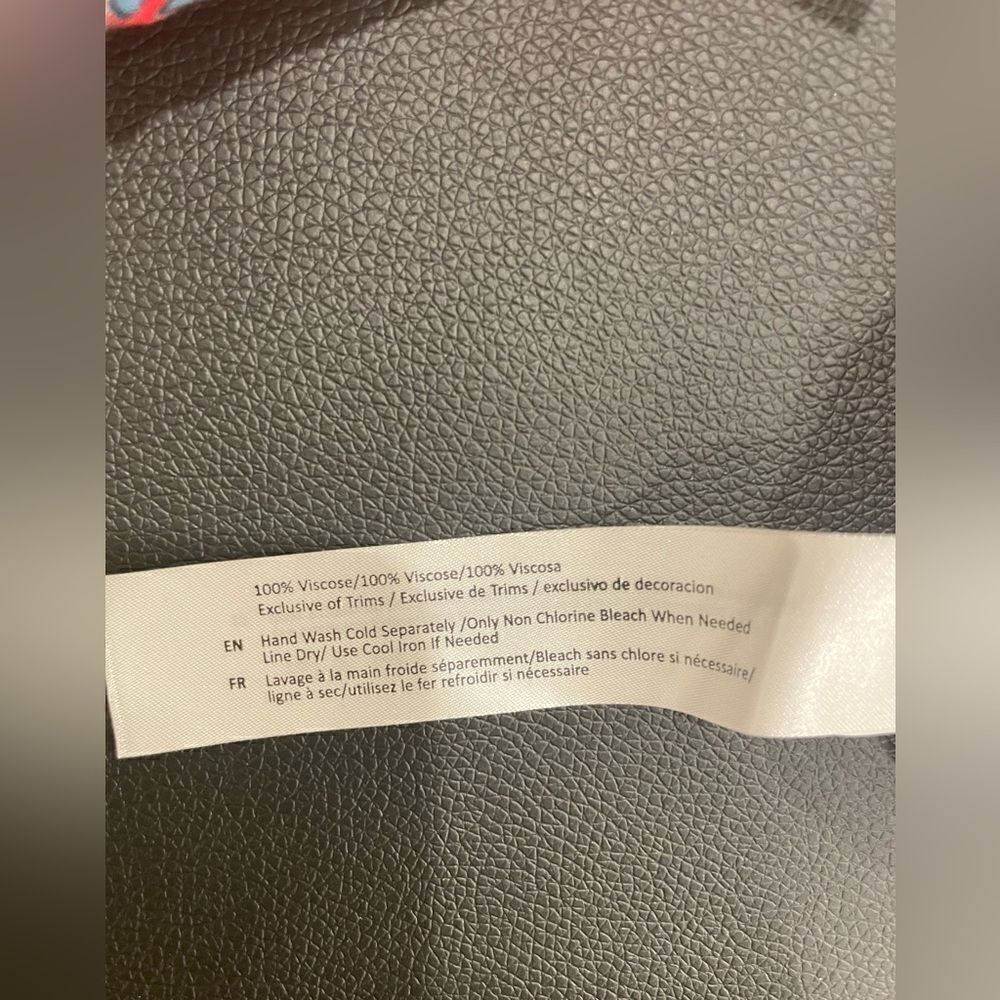 100% Viscose/100% Viscose/100% Viscosa
Exclusive of Trims / Exclusive de Trims / exclusivo de decoracion
EN Hand Wash Cold Separately /Only Non Chlorine Bleach When Needed
Line Dry/ Use Cool Iron If Needed
FR Lavage à la main froide séparemment/Bleach sans chlore si nécessaire/
ligne à sec/utilisez le fer refroidir si nécessaire